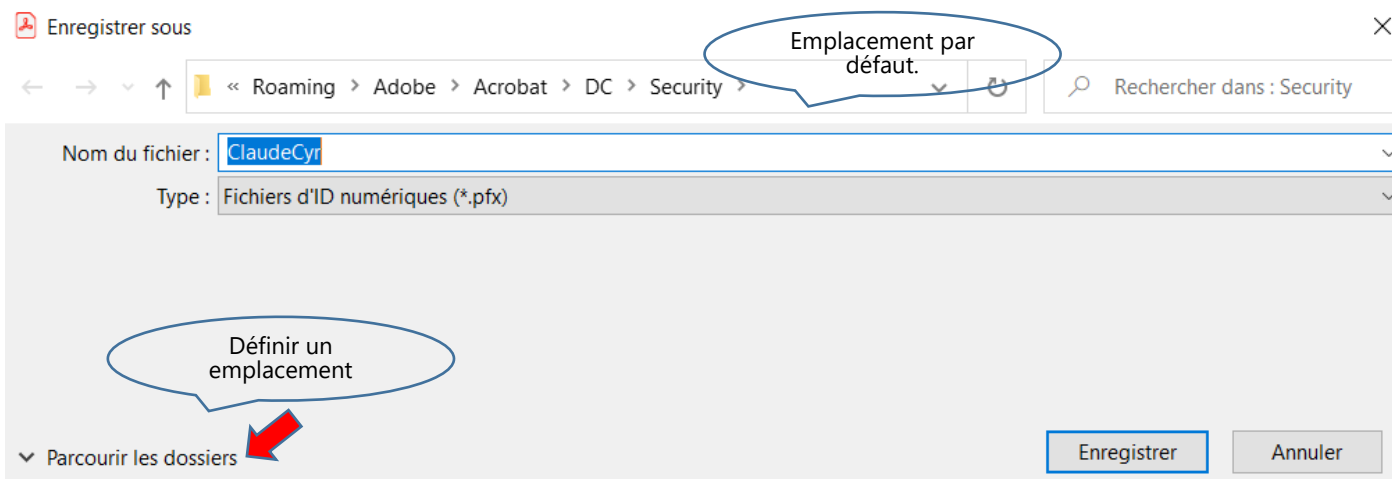 Enregistrer sous
Emplacement par
défaut.
« Roaming > Adobe > Acrobat > DC > Security >
Rechercher dans : Security
Nom du fichier : ClaudeCyr
Type : Fichiers d'ID numériques (*.pfx)
Définir un
emplacement
Parcourir les dossiers
Enregistrer
Annuler